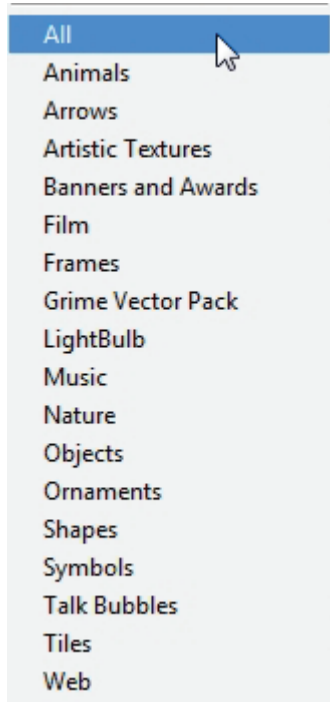 All
Animals
Arrows
Artistic Textures
Banners and Awards
Film
Frames
Grime Vector Pack
LightBulb
Music
Nature
Objects
Ornaments
Shapes
Symbols
Talk Bubbles
Tiles
Web